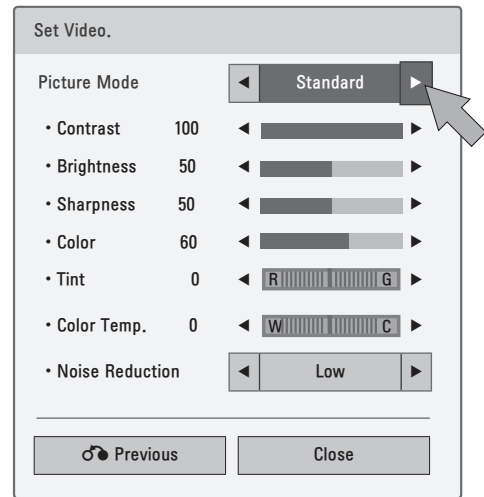 Set Video.
Picture Mode ◄ Standard ►
• Contrast 100 ◄ ►
• Brightness 50 ◄ ►
• Sharpness 50 ◄ ►
• Color 60 ◄ ►
• Tint 0 ◄ R G ►
• Color Temp. 0 ◄ W C ►
• Noise Reduction ◄ Low ►
Previous Close